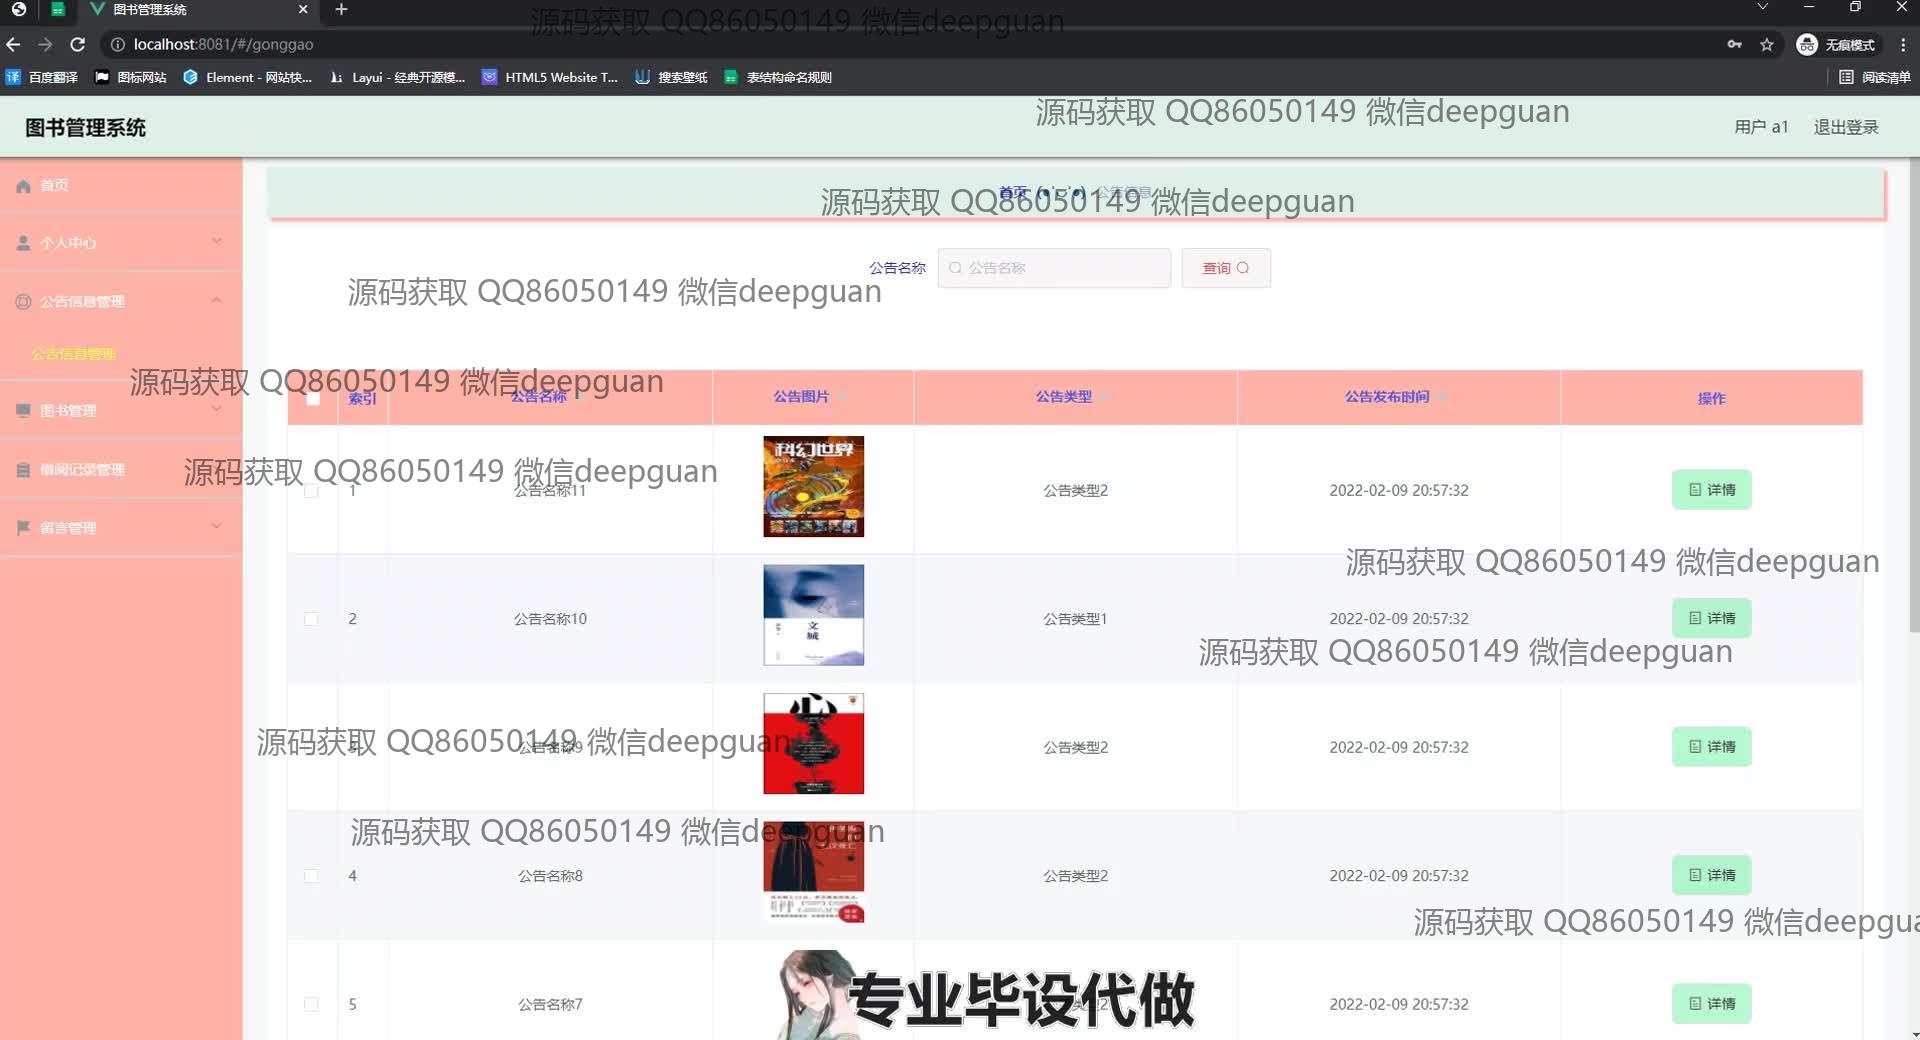 图书管理系统
源码获取 QQ86050149 微信deepguan
localhost:8081/#/gonggao
无痕模式
百度翻译 图标网站 Element - 网站快... Layui - 经典开源模... HTML5 Website T... 搜索壁纸 表结构命名规则 阅读清单
源码获取 QQ86050149 微信deepguan
图书管理系统
用户 a1 退出登录
首页
个人中心
公告信息管理
公告信息管理
图书管理
借阅记录管理
留言管理
首页 (●'◡'●) 公告信息
源码获取 QQ86050149 微信deepguan
公告名称 公告名称 查询
源码获取 QQ86050149 微信deepguan
源码获取 QQ86050149 微信deepguan
索引 公告名称 公告图片 公告类型 公告发布时间 操作
源码获取 QQ86050149 微信deepguan
科幻世界
1 公告名称11 公告类型2 2022-02-09 20:57:32 详情
源码获取 QQ86050149 微信deepguan
2 公告名称10 公告类型1 2022-02-09 20:57:32 详情
文城
源码获取 QQ86050149 微信deepguan
心
3 公告名称9 公告类型2 2022-02-09 20:57:32 详情
源码获取 QQ86050149 微信deepguan
源码获取 QQ86050149 微信deepguan
4 公告名称8 公告类型2 2022-02-09 20:57:32 详情
源码获取 QQ86050149 微信deepgua
5 公告名称7 2022-02-09 20:57:32 详情
专业毕设代做